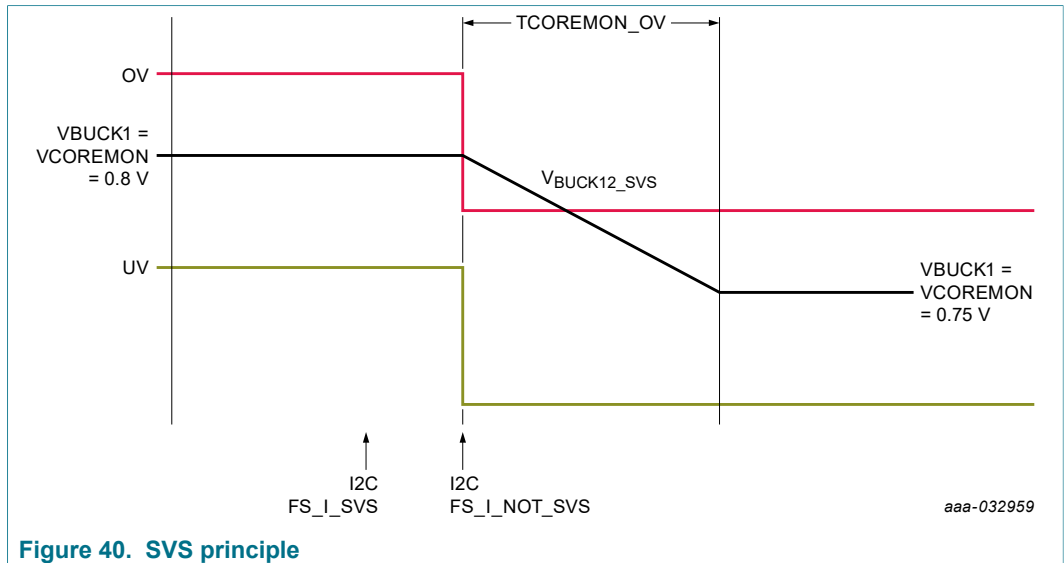 TCOREMON_OV
OV
VBUCK1 =
VCOREMON
= 0.8 V
VBUCK12_SVS
UV
VBUCK1 =
VCOREMON
= 0.75 V
I2C
FS_I_SVS
I2C
FS_I_NOT_SVS
aaa-032959
Figure 40. SVS principle